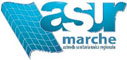 asur
marche
azienda sanitaria unica regionale